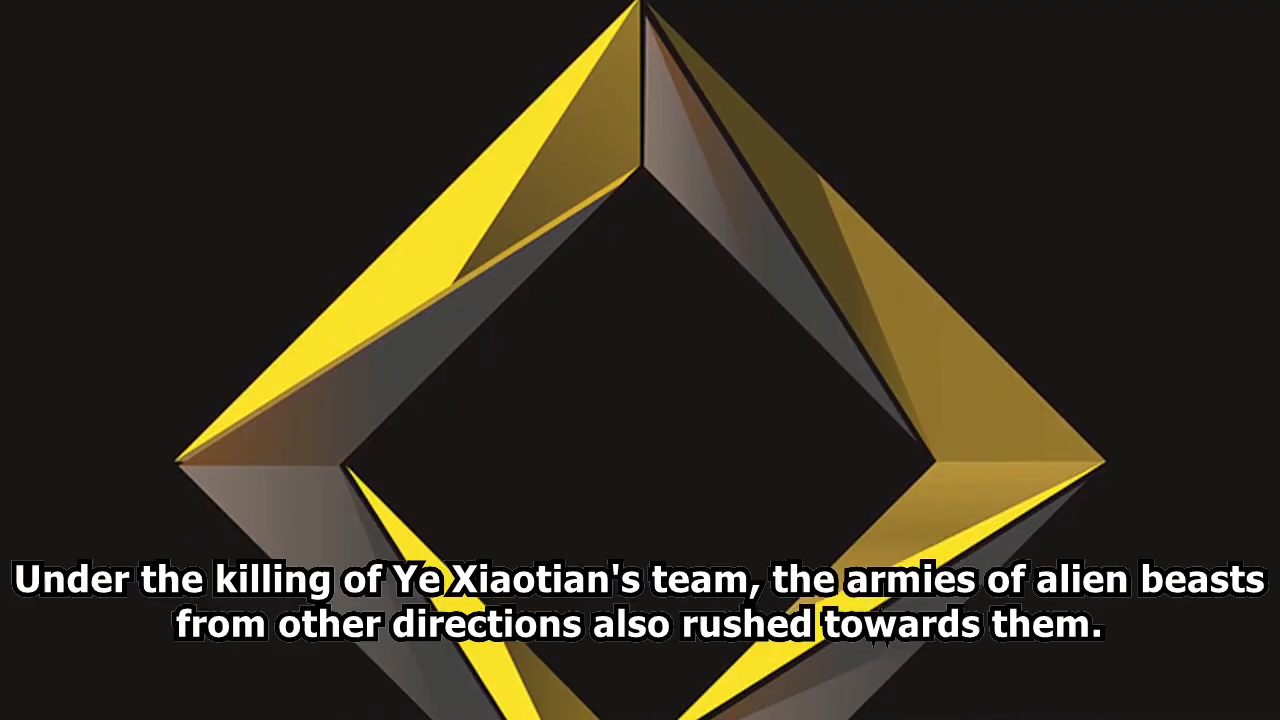 Under the killing of Ye Xiaotian's team, the armies of alien beasts
from other directions also rushed towards them.